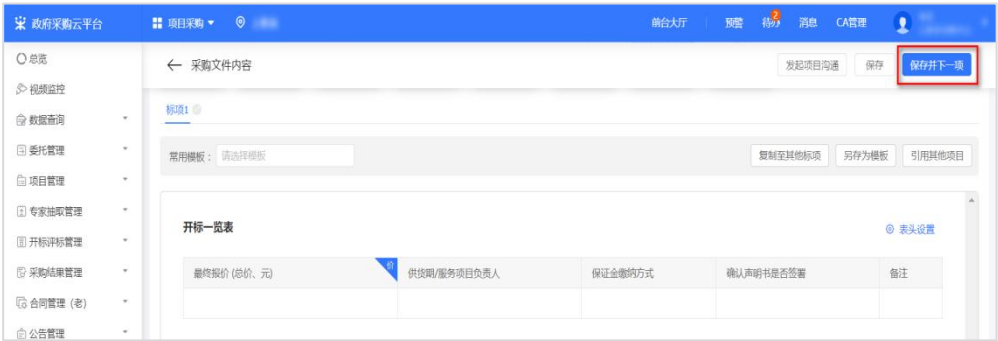 政府采购云平台 项目采购 前台大厅 预警 待办 2 消息 CA管理
总览
采购文件内容 发起项目沟通 保存 保存并下一项
视频监控
标项1
数据查询
委托管理
常用模板： 请选择模板 复制至其他标项 另存为模板 引用其他项目
项目管理
专家抽取管理
开标一览表 表头设置
开标评标管理
采购结果管理
最终报价 (总价、元) 价 供货期/服务项目负责人 保证金缴纳方式 确认声明书是否签署 备注
合同管理（老）
公告管理